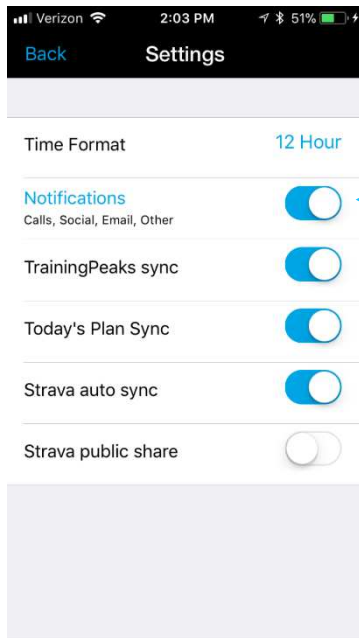 Verizon 2:03 PM 51%
Back Settings
Time Format 12 Hour
Notifications
Calls, Social, Email, Other
TrainingPeaks sync
Today's Plan Sync
Strava auto sync
Strava public share